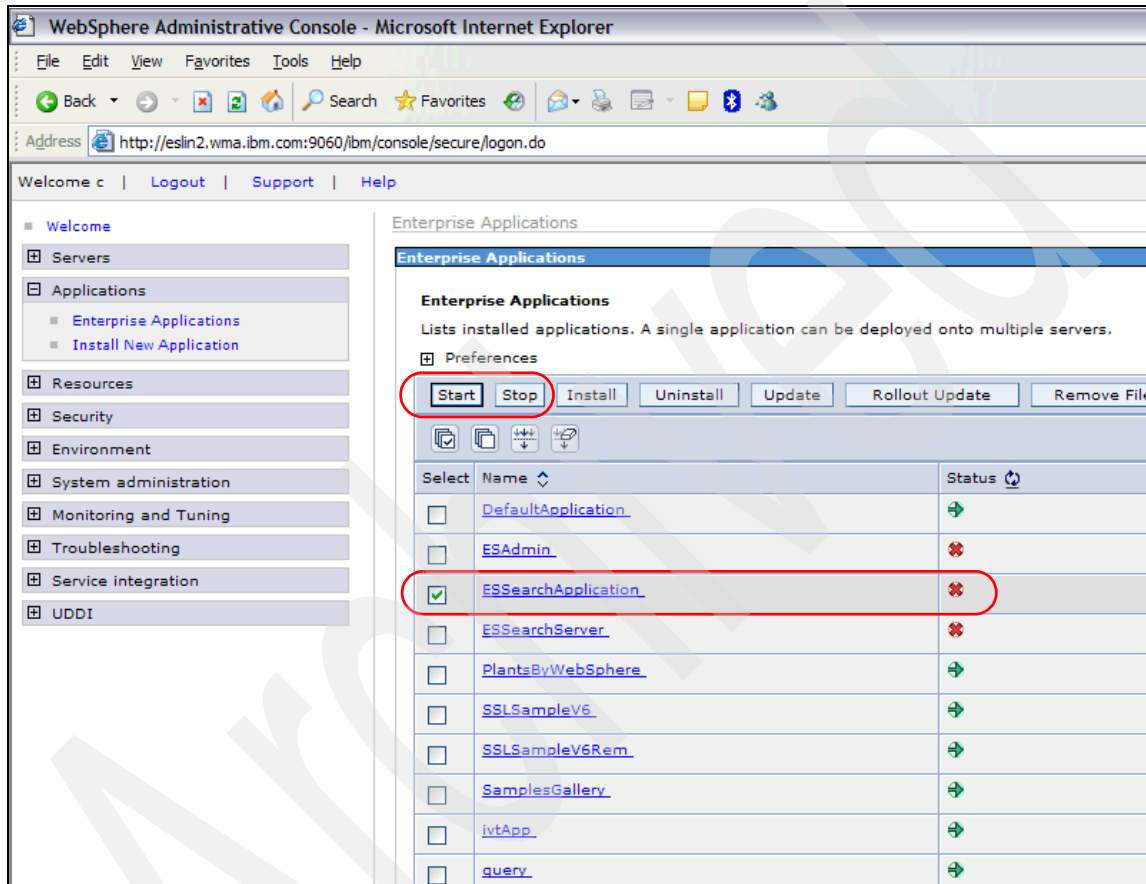 WebSphere Administrative Console - Microsoft Internet Explorer
File Edit View Favorites Tools Help
Back Search Favorites
Address http://eslin2.wma.ibm.com:9060/ibm/console/secure/logon.do
Welcome c | Logout | Support | Help
Welcome
Servers
Applications
Enterprise Applications
Install New Application
Resources
Security
Environment
System administration
Monitoring and Tuning
Troubleshooting
Service integration
UDDI
Enterprise Applications
Enterprise Applications
Enterprise Applications
Lists installed applications. A single application can be deployed onto multiple servers.
Preferences
Start Stop Install Uninstall Update Rollout Update Remove File
Select Name Status
DefaultApplication
ESAdmin
ESSearchApplication
ESSearchServer
PlantsByWebSphere
SSLSampleV6
SSLSampleV6Rem
SamplesGallery
ivtApp
query
Archived